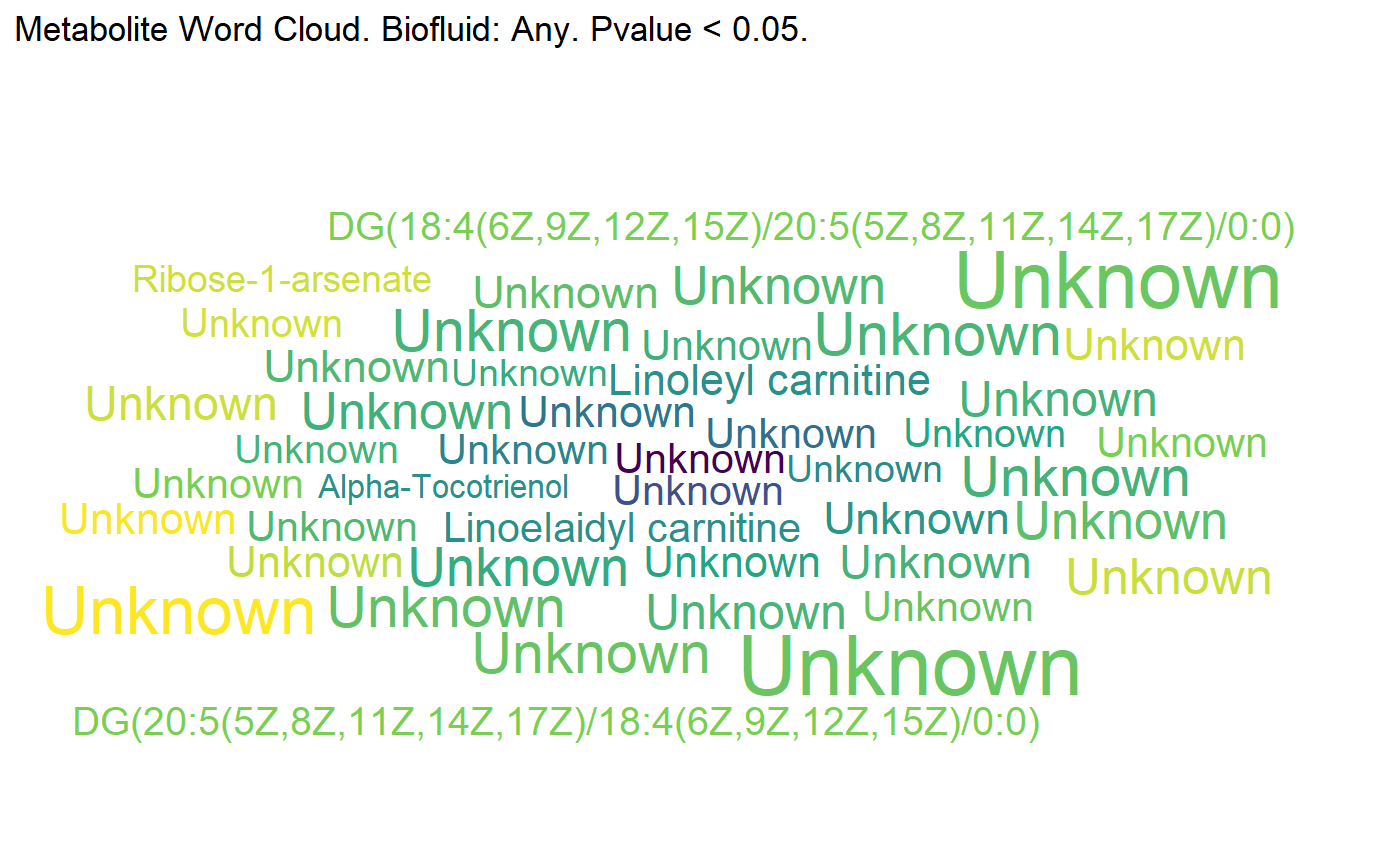 Metabolite Word Cloud. Biofluid: Any. Pvalue < 0.05.
DG(18:4(6Z,9Z,12Z,15Z)/20:5(5Z,8Z,11Z,14Z,17Z)/0:0)
Ribose-1-arsenate Unknown Unknown Unknown
Unknown Unknown Unknown Unknown Unknown
Unknown Unknown Linoleyl carnitine
Unknown Unknown Unknown Unknown
Unknown Unknown Unknown
Unknown Unknown Unknown Unknown Unknown
Unknown Alpha-Tocotrienol Unknown
Unknown Unknown Linoelaidyl carnitine Unknown Unknown
Unknown Unknown Unknown Unknown Unknown
Unknown Unknown Unknown Unknown
Unknown Unknown
DG(20:5(5Z,8Z,11Z,14Z,17Z)/18:4(6Z,9Z,12Z,15Z)/0:0)